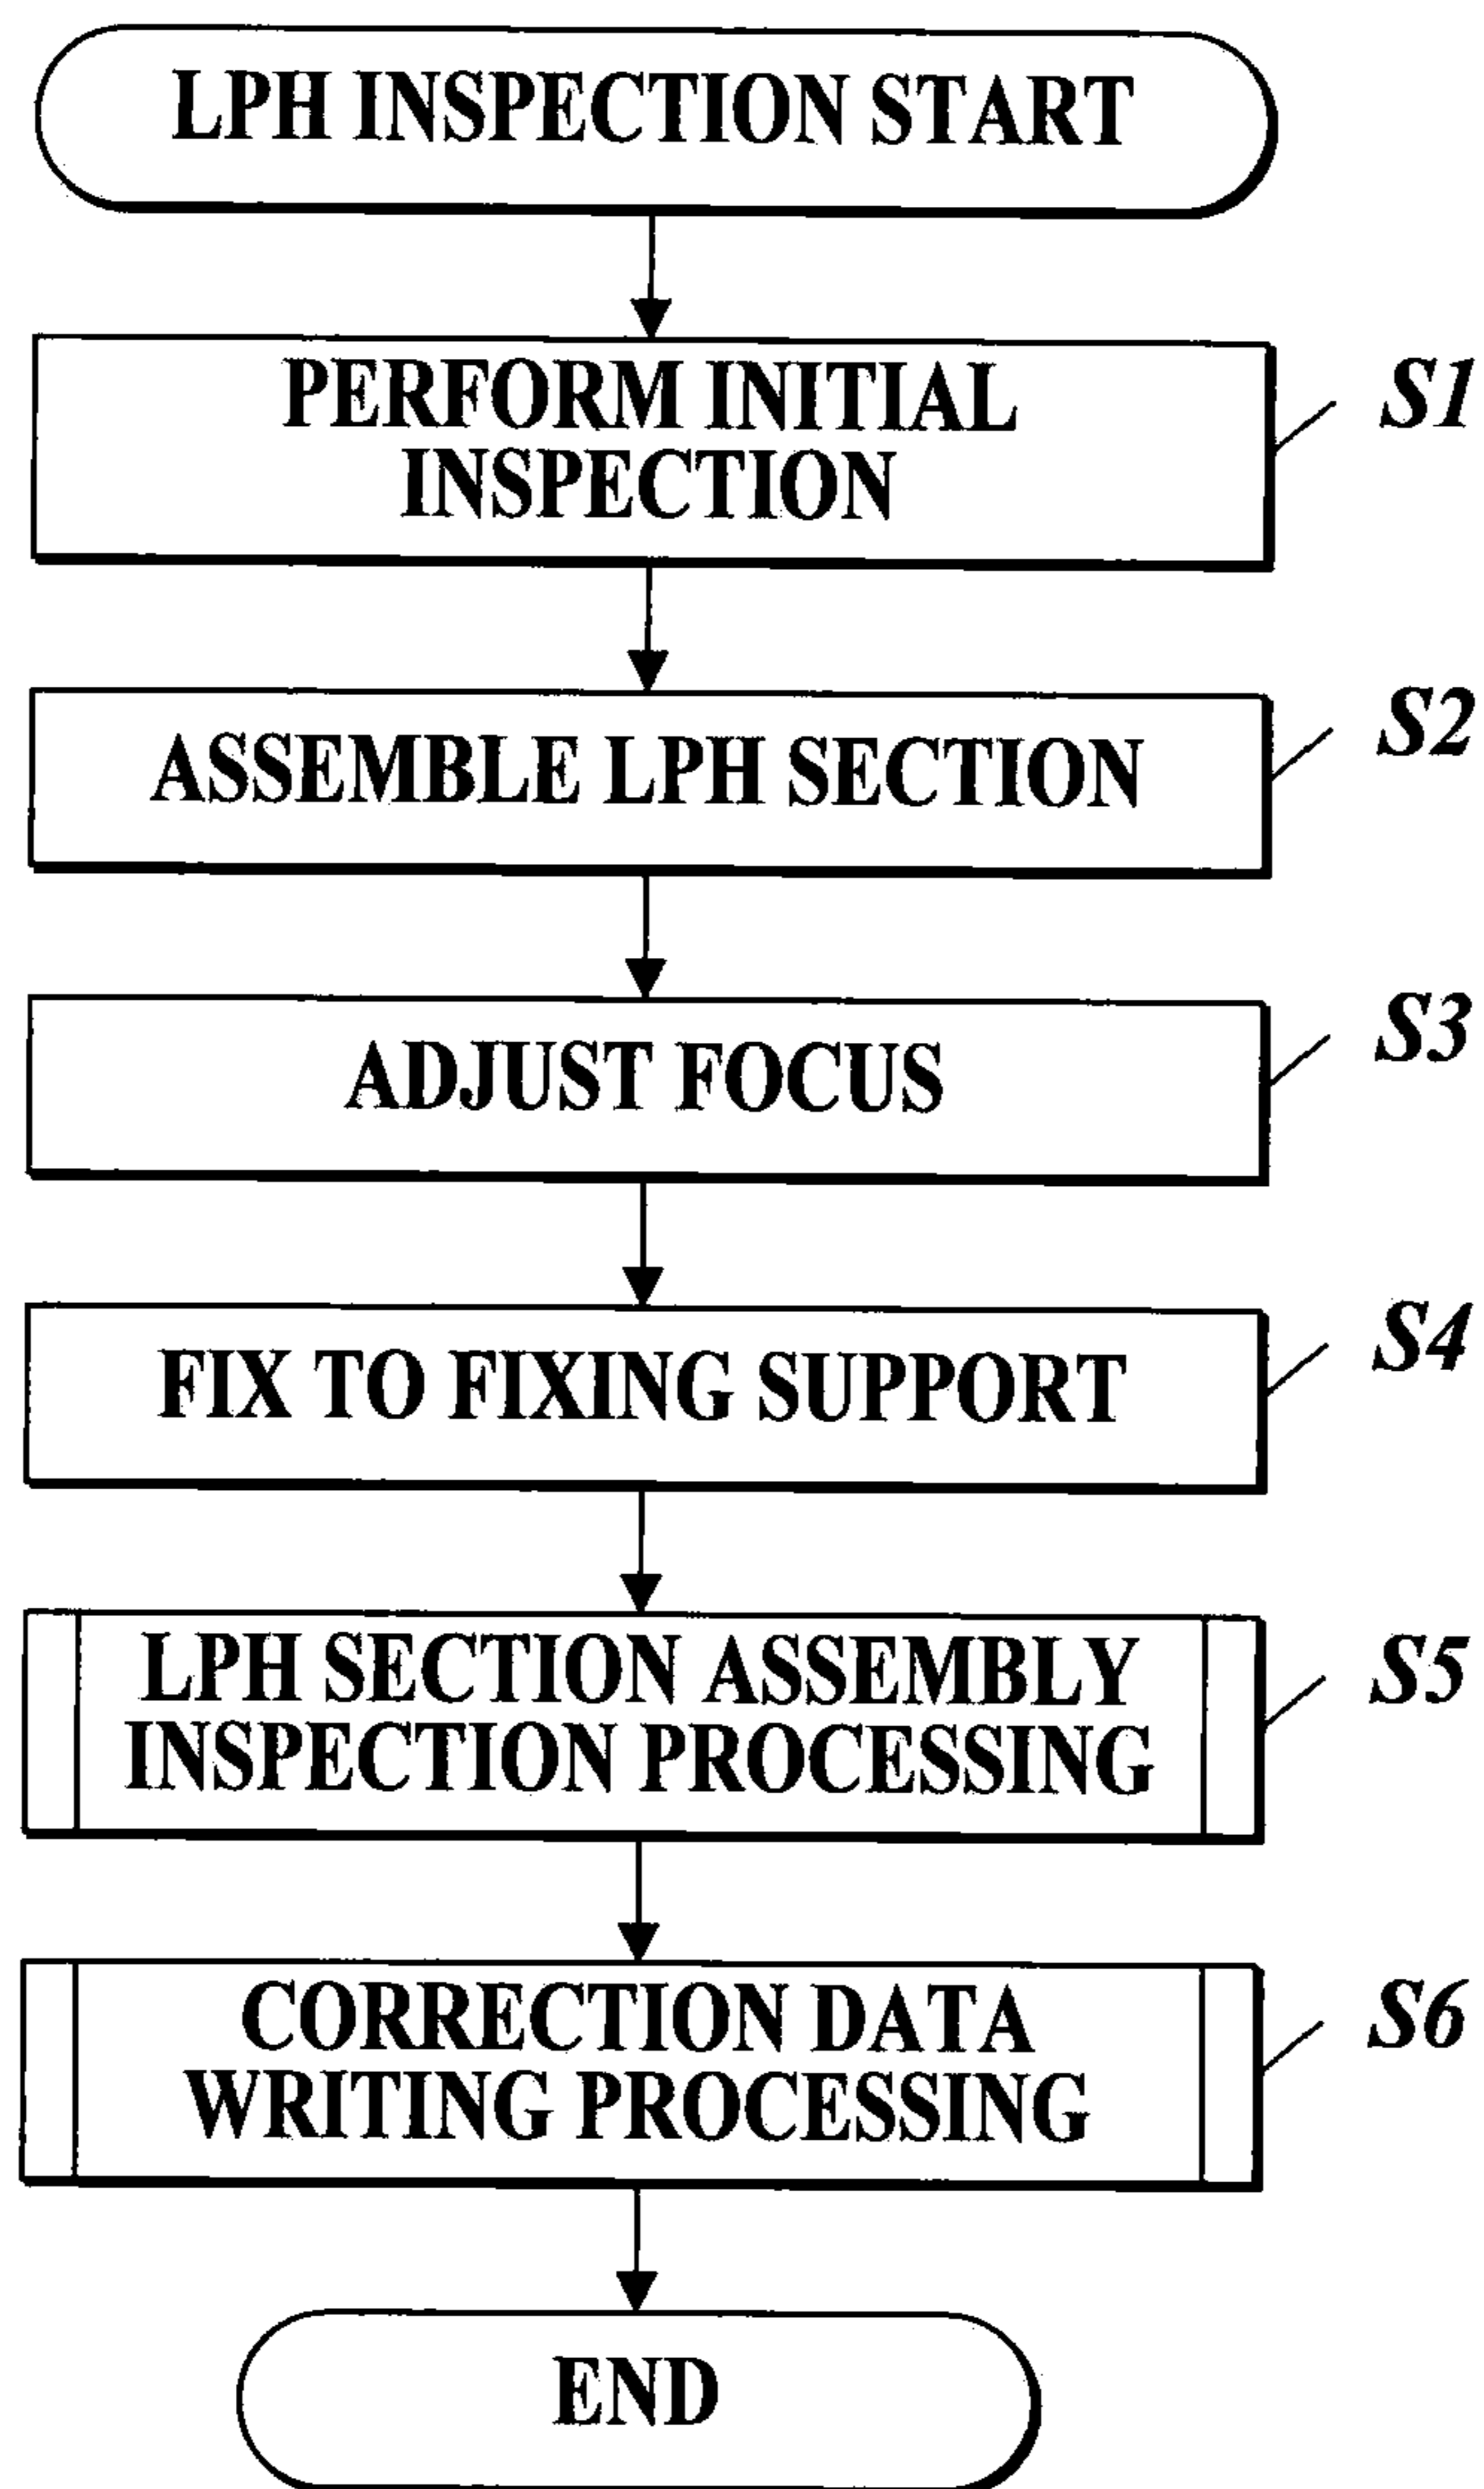 LPH INSPECTION START
PERFORM INITIAL
INSPECTION
S1
ASSEMBLE LPH SECTION
S2
ADJUST FOCUS
S3
FIX TO FIXING SUPPORT
S4
LPH SECTION ASSEMBLY
INSPECTION PROCESSING
S5
CORRECTION DATA
WRITING PROCESSING
S6
END